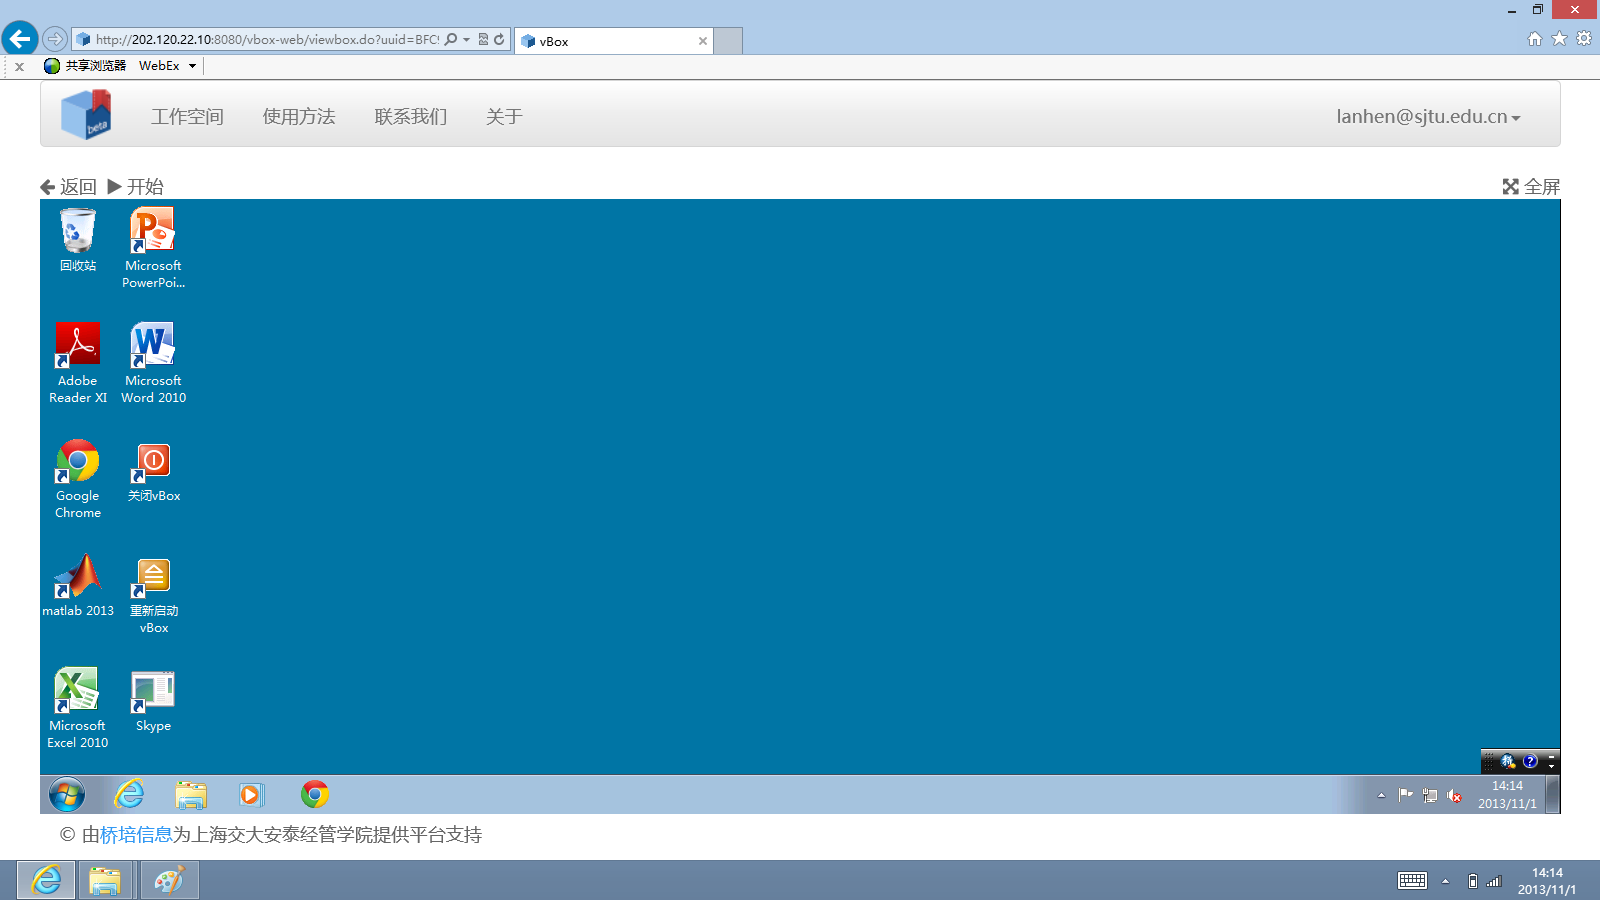 http://202.120.22.10:8080/vbox-web/viewbox.do?uuid=BFC
vBox
共享浏览器 WebEx
beta
工作空间 使用方法 联系我们 关于 lanhen@sjtu.edu.cn
返回 开始 全屏
回收站
Microsoft
PowerPoi...
Adobe
Reader XI
Microsoft
Word 2010
Google
Chrome
关闭vBox
matlab 2013
重新启动
vBox
Microsoft
Excel 2010
Skype
14:14
2013/11/1
© 由桥培信息为上海交大安泰经管学院提供平台支持
14:14
2013/11/1